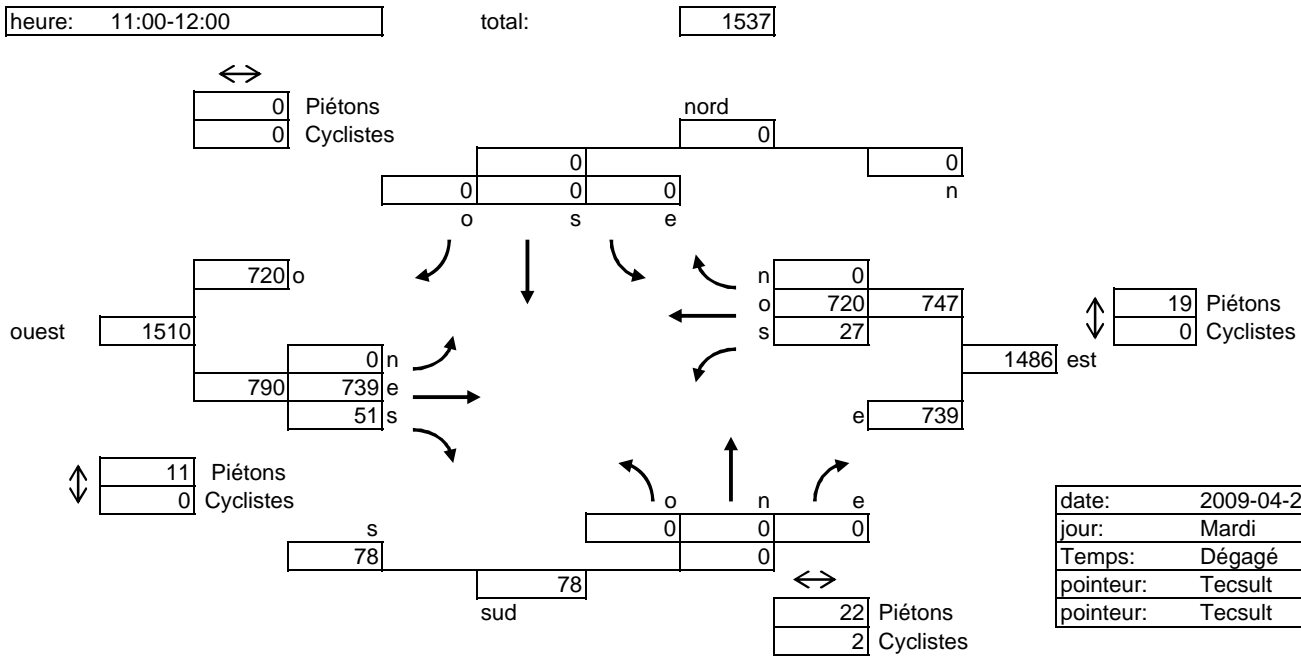 heure: 11:00-12:00 total: 1537
0 Piétons
0 Cyclistes
nord
0
0 0
0 0 0 n
o s e
720 o
n 0
o 720 747
s 27
19 Piétons
0 Cyclistes
ouest 1510
1486 est
0 n
790 739 e
51 s
e 739
11 Piétons
0 Cyclistes
o n e
0 0 0
0
s
78
78
sud
22 Piétons
2 Cyclistes
date: 2009-04-2
jour: Mardi
Temps: Dégagé
pointeur: Tecsult
pointeur: Tecsult